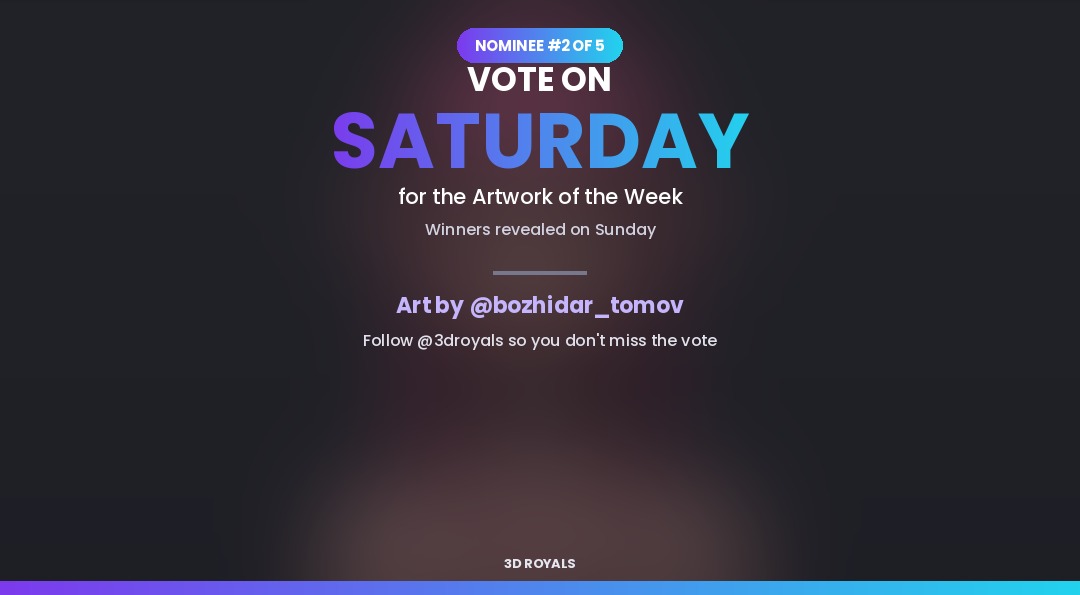 NOMINEE #2 OF 5
VOTE ON
SATURDAY
for the Artwork of the Week
Winners revealed on Sunday
Art by @bozhidar_tomov
Follow @3droyals so you don't miss the vote
3D ROYALS